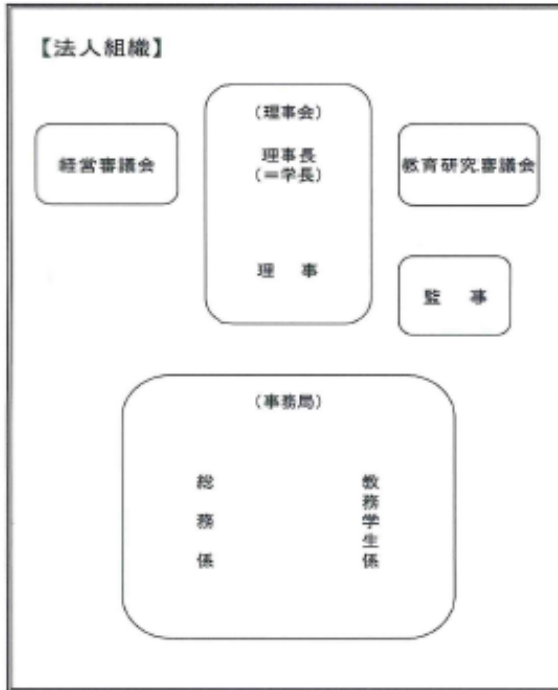 【法人組織】
(理事会)
経営審議会
理事長
(=学長)
教育研究審議会
理 事
監 事
(事務局)
総務係
教務学生係